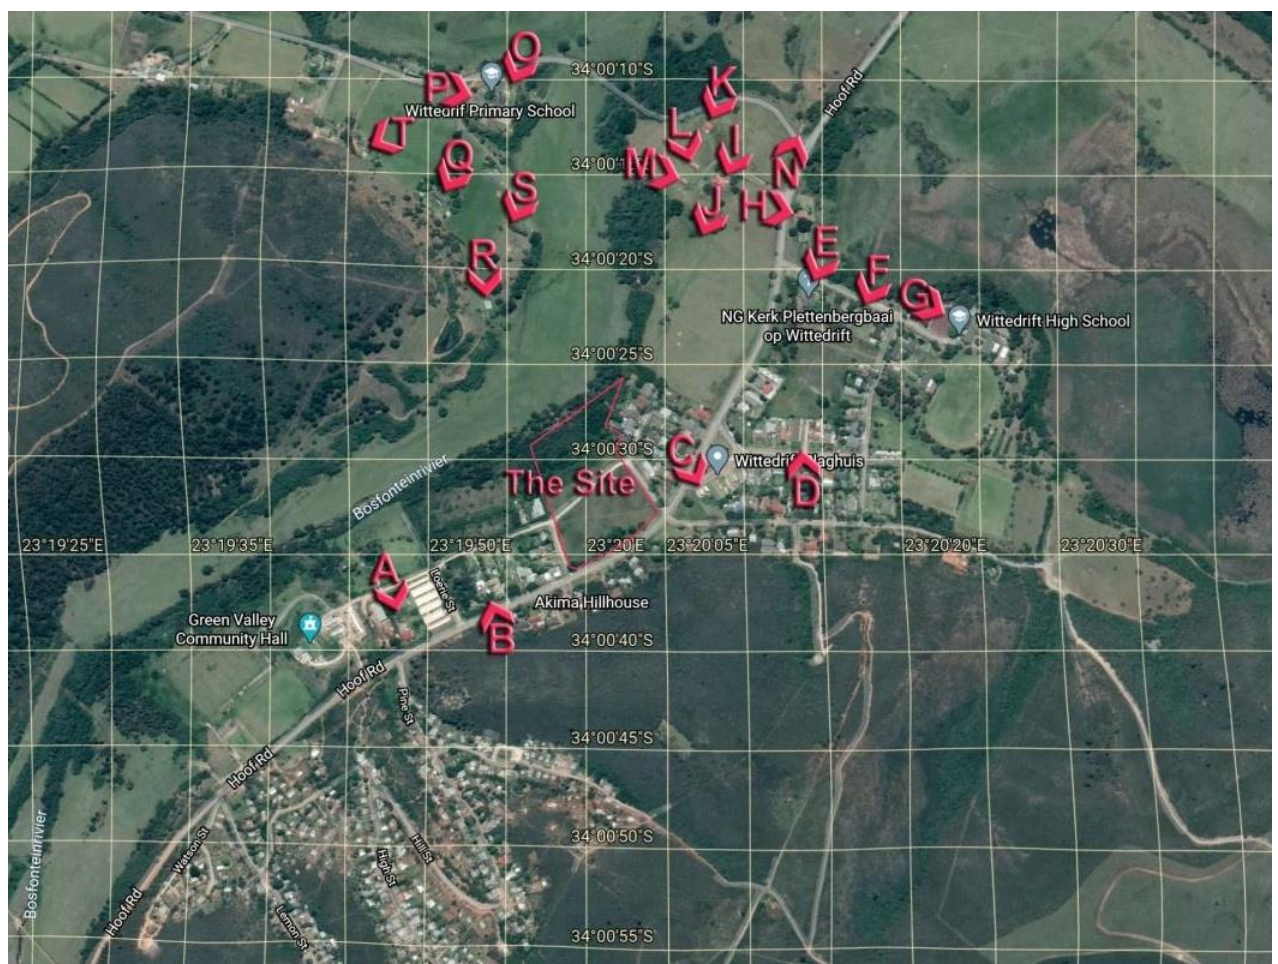 O
34°00'10"S
P
K
Hoof Rd
Wittedrif Primary School
L
T
I
Q
34°00'15"S
M
N
S
J
H
R
34°00'20"S
E
F
G
NG Kerk Plettenbergbaai
op Wittedrift
Wittedrift High School
34°00'25"S
34°00'30"S
C
The Site
D
Bosfonteinrivier
23°19'25"E
23°19'35"E
23°19'50"E
23°20'E
23°20'05"E
23°20'20"E
23°20'30"E
A
Loerie St
Akima Hillhouse
Green Valley
Community Hall
B
34°00'40"S
Hoof Rd
Pine St
34°00'45"S
Hoof Rd
34°00'50"S
Watson St
Hill St
High St
Bosfonteinrivier
Hoof Rd
Lemon St
34°00'55"S